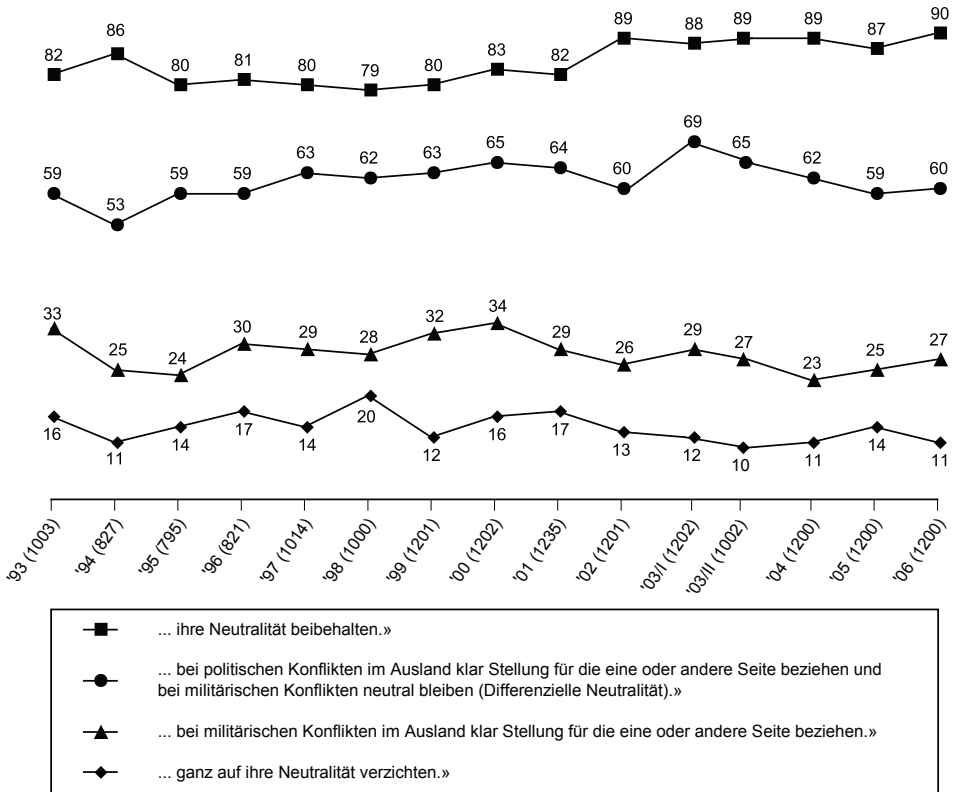 82 86 80 81 80 79 80 83 82 89 88 89 89 87 90
59 53 59 59 63 62 63 65 64 60 69 65 62 59 60
33 25 24 30 29 28 32 34 29 26 29 27 23 25 27
16 11 14 17 14 20 12 16 17 13 12 10 11 14 11
'93 (1003)
'94 (827)
'95 (795)
'96 (821)
'97 (1014)
'98 (1000)
'99 (1201)
'00 (1202)
'01 (1235)
'02 (1201)
'03/I (1202)
'03/II (1002)
'04 (1200)
'05 (1200)
'06 (1200)
... ihre Neutralität beibehalten.»
... bei politischen Konflikten im Ausland klar Stellung für die eine oder andere Seite beziehen und
bei militärischen Konflikten neutral bleiben (Differenzielle Neutralität).»
... bei militärischen Konflikten im Ausland klar Stellung für die eine oder andere Seite beziehen.»
... ganz auf ihre Neutralität verzichten.»